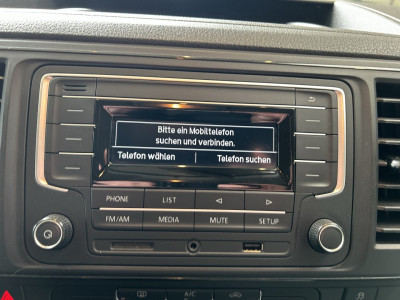 Bitte ein Mobiltelefon
suchen und verbinden.
Telefon wählen Telefon suchen
PHONE LIST
FM/AM MEDIA MUTE SETUP
A/C